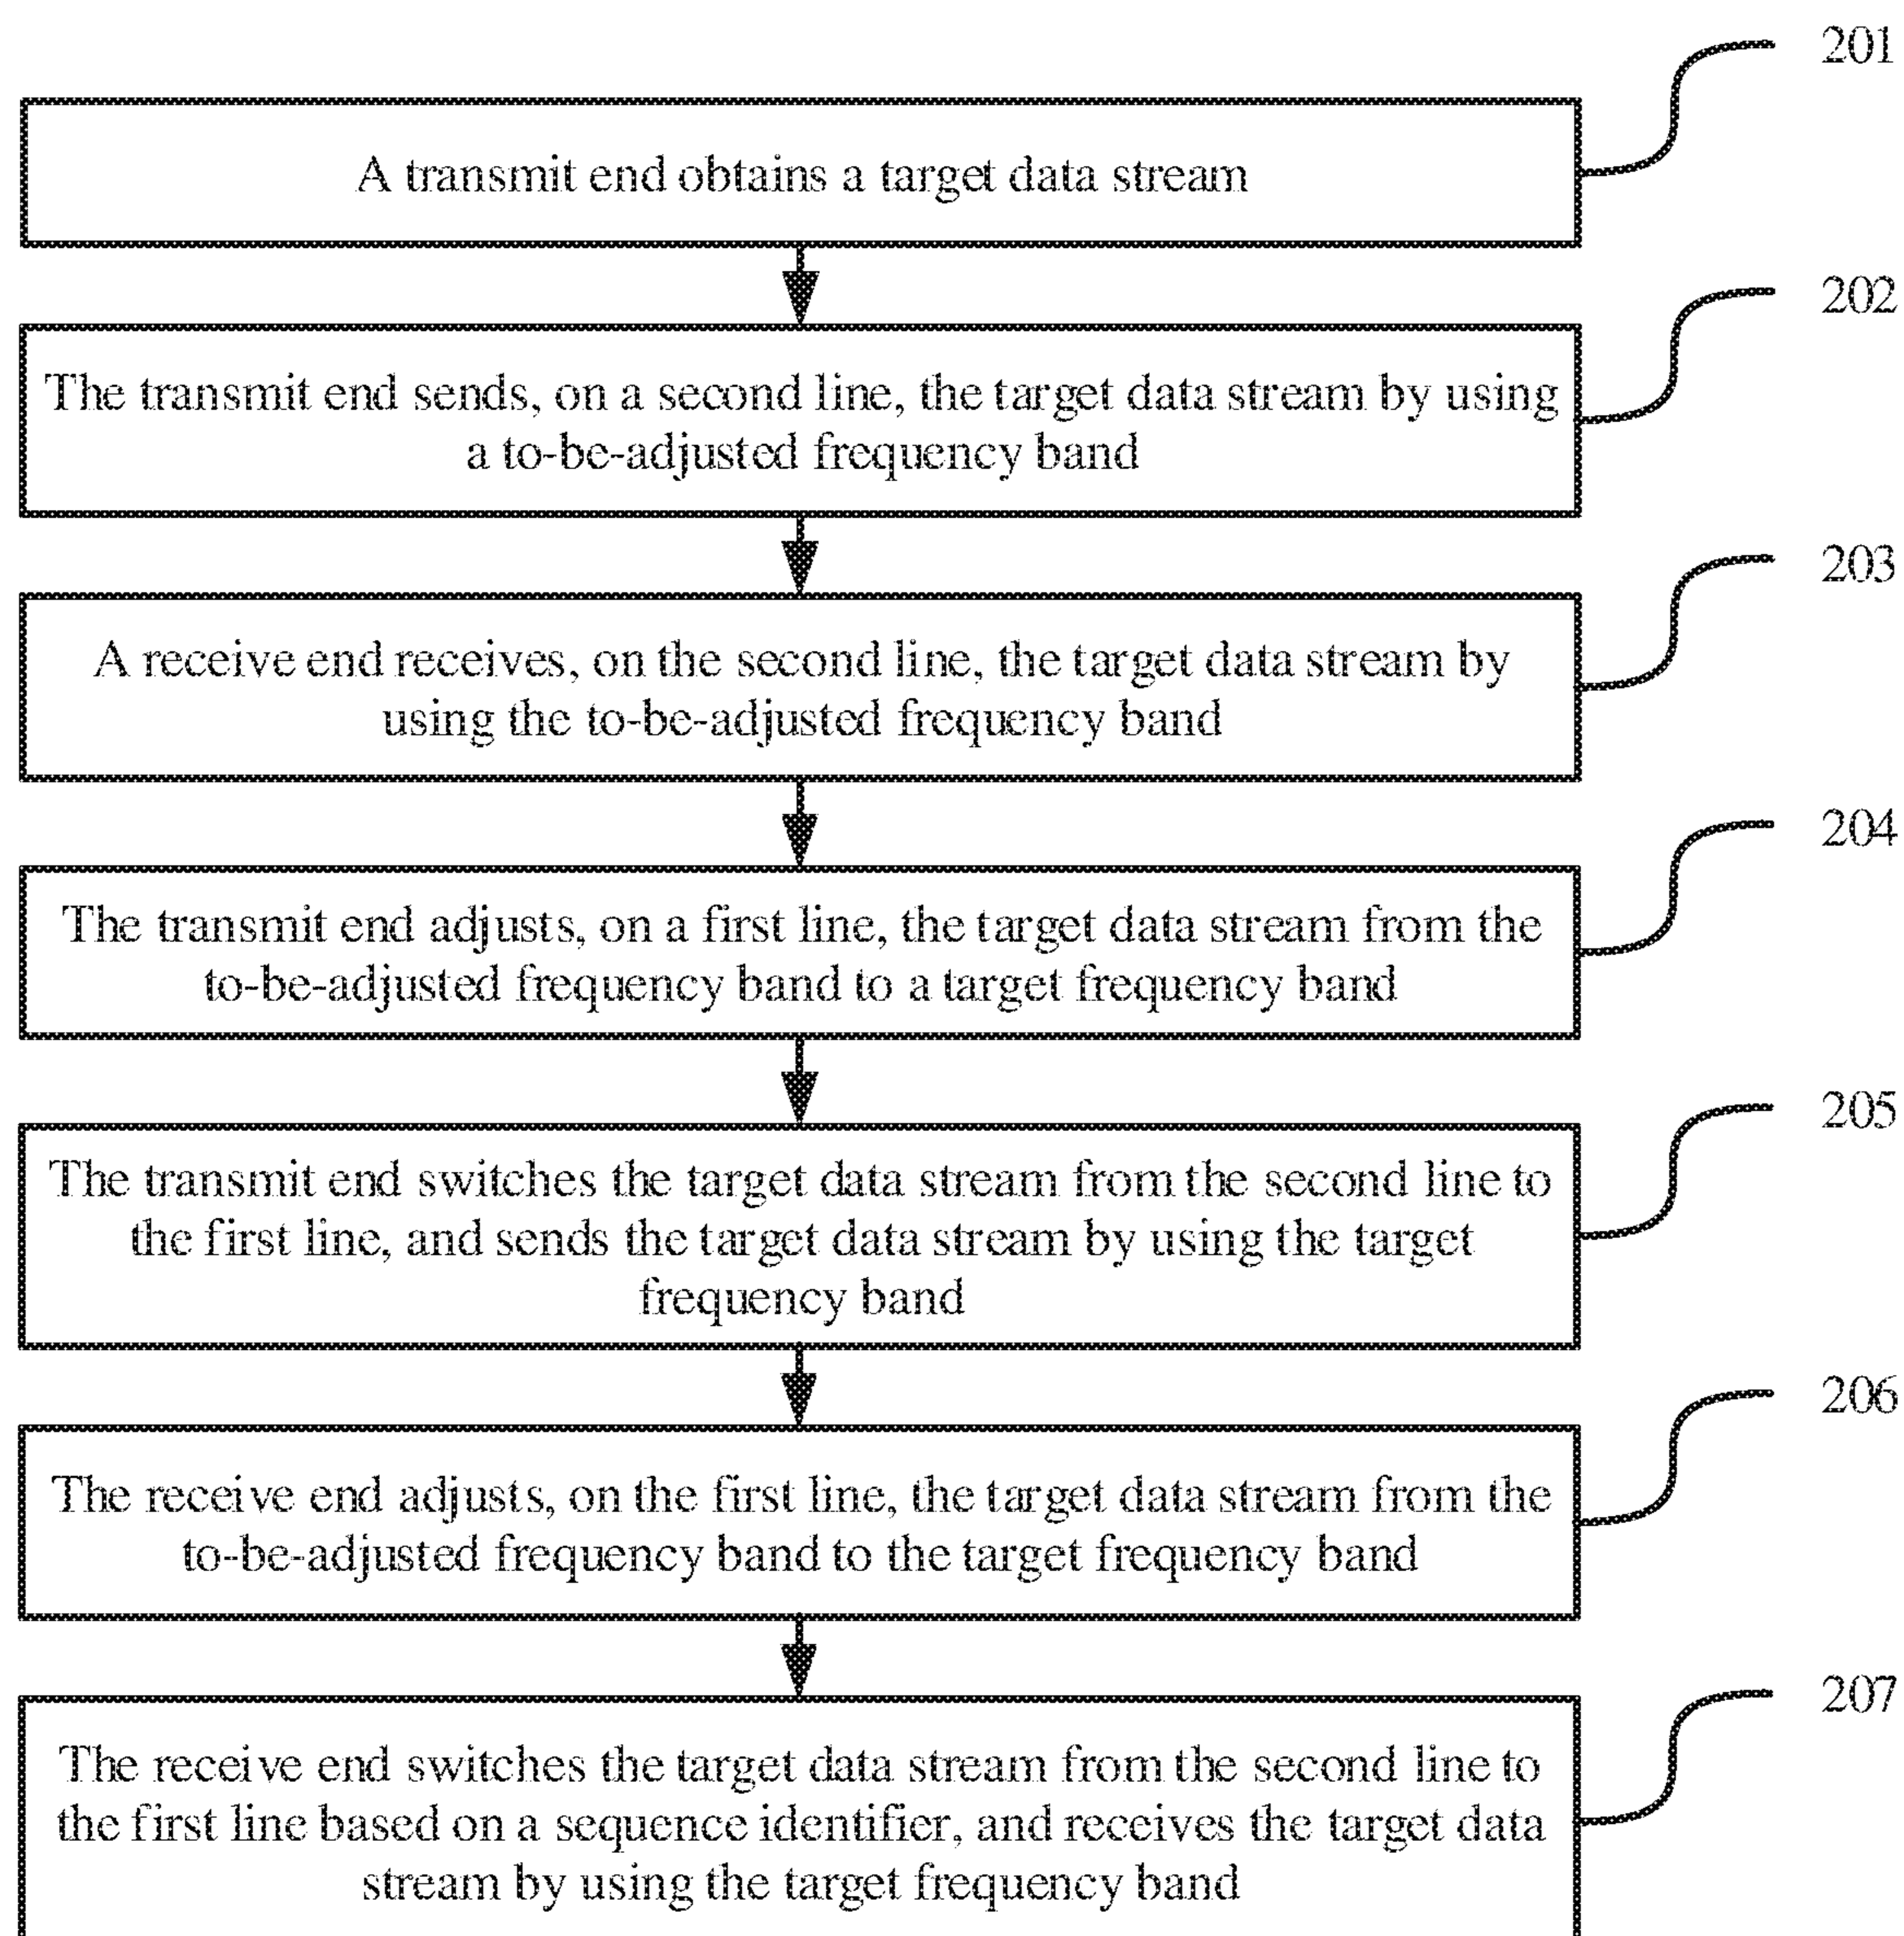 201
A transmit end obtains a target data stream
202
The transmit end sends, on a second line, the target data stream by using
a to-be-adjusted frequency band
203
A receive end receives, on the second line, the target data stream by
using the to-be-adjusted frequency band
204
The transmit end adjusts, on a first line, the target data stream from the
to-be-adjusted frequency band to a target frequency band
205
The transmit end switches the target data stream from the second line to
the first line, and sends the target data stream by using the target
frequency band
206
The receive end adjusts, on the first line, the target data stream from the
to-be-adjusted frequency band to the target frequency band
207
The receive end switches the target data stream from the second line to
the first line based on a sequence identifier, and receives the target data
stream by using the target frequency band